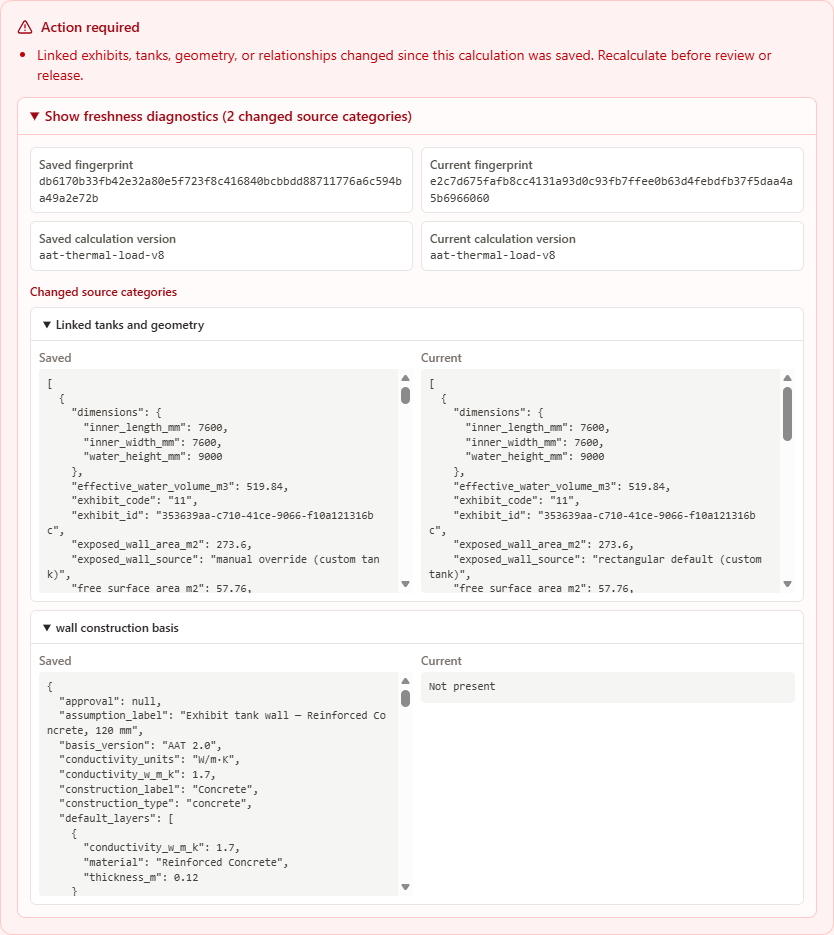 Action required
Linked exhibits, tanks, geometry, or relationships changed since this calculation was saved. Recalculate before review or
release.
Show freshness diagnostics (2 changed source categories)
Saved fingerprint
db6170b33fb42e32a80e5f723f8c416840bcbbdd88711776a6c594b
a49a2e72b
Current fingerprint
e2c7d675fafb8cc4131a93d0c93fb7ffee0b63d4febdfb37f5daa4a
5b6966060
Saved calculation version
aat-thermal-load-v8
Current calculation version
aat-thermal-load-v8
Changed source categories
Linked tanks and geometry
Saved
[
{
"dimensions": {
"inner_length_mm": 7600,
"inner_width_mm": 7600,
"water_height_mm": 9000
},
"effective_water_volume_m3": 519.84,
"exhibit_code": "11",
"exhibit_id": "353639aa-c710-41ce-9066-f10a121316b
c",
"exposed_wall_area_m2": 273.6,
"exposed_wall_source": "manual override (custom tan
k)",
"free_surface_area_m2": 57.76,
Current
[
{
"dimensions": {
"inner_length_mm": 7600,
"inner_width_mm": 7600,
"water_height_mm": 9000
},
"effective_water_volume_m3": 519.84,
"exhibit_code": "11",
"exhibit_id": "353639aa-c710-41ce-9066-f10a121316b
c",
"exposed_wall_area_m2": 273.6,
"exposed_wall_source": "rectangular default (custom
tank)",
"free_surface_area_m2": 57.76,
wall construction basis
Saved
{
"approval": null,
"assumption_label": "Exhibit tank wall — Reinforced Co
ncrete, 120 mm",
"basis_version": "AAT 2.0",
"conductivity_units": "W/m·K",
"conductivity_w_m_k": 1.7,
"construction_label": "Concrete",
"construction_type": "concrete",
"default_layers": [
{
"conductivity_w_m_k": 1.7,
"material": "Reinforced Concrete",
"thickness_m": 0.12
}
Current
Not present